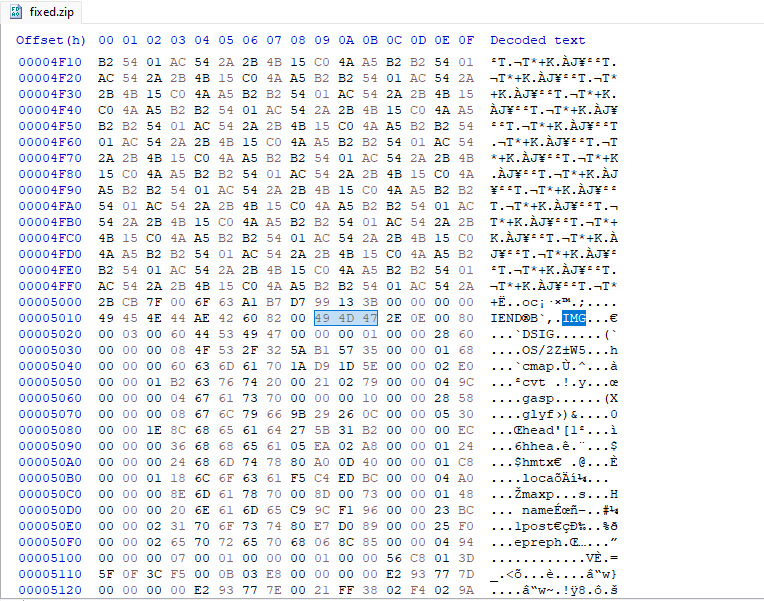 fixed.zip
Offset(h) 00 01 02 03 04 05 06 07 08 09 0A 0B 0C 0D 0E 0F Decoded text
00004F10 B2 54 01 AC 54 2A 2B 4B 15 C0 4A A5 B2 B2 54 01 ²T.¬T*+K.ÀJ¥²²T.
00004F20 AC 54 2A 2B 4B 15 C0 4A A5 B2 B2 54 01 AC 54 2A ¬T*+K.ÀJ¥²²T.¬T*
00004F30 2B 4B 15 C0 4A A5 B2 B2 54 01 AC 54 2A 2B 4B 15 +K.ÀJ¥²²T.¬T*+K.
00004F40 C0 4A A5 B2 B2 54 01 AC 54 2A 2B 4B 15 C0 4A A5 ÀJ¥²²T.¬T*+K.ÀJ¥
00004F50 B2 B2 54 01 AC 54 2A 2B 4B 15 C0 4A A5 B2 B2 54 ²²T.¬T*+K.ÀJ¥²²T
00004F60 01 AC 54 2A 2B 4B 15 C0 4A A5 B2 B2 54 01 AC 54 .¬T*+K.ÀJ¥²²T.¬T
00004F70 2A 2B 4B 15 C0 4A A5 B2 B2 54 01 AC 54 2A 2B 4B *+K.ÀJ¥²²T.¬T*+K
00004F80 15 C0 4A A5 B2 B2 54 01 AC 54 2A 2B 4B 15 C0 4A .ÀJ¥²²T.¬T*+K.ÀJ
00004F90 A5 B2 B2 54 01 AC 54 2A 2B 4B 15 C0 4A A5 B2 B2 ¥²²T.¬T*+K.ÀJ¥²²
00004FA0 54 01 AC 54 2A 2B 4B 15 C0 4A A5 B2 B2 54 01 AC T.¬T*+K.ÀJ¥²²T.¬
00004FB0 54 2A 2B 4B 15 C0 4A A5 B2 B2 54 01 AC 54 2A 2B T*+K.ÀJ¥²²T.¬T*+
00004FC0 4B 15 C0 4A A5 B2 B2 54 01 AC 54 2A 2B 4B 15 C0 K.ÀJ¥²²T.¬T*+K.À
00004FD0 4A A5 B2 B2 54 01 AC 54 2A 2B 4B 15 C0 4A A5 B2 J¥²²T.¬T*+K.ÀJ¥²
00004FE0 B2 54 01 AC 54 2A 2B 4B 15 C0 4A A5 B2 B2 54 01 ²T.¬T*+K.ÀJ¥²²T.
00004FF0 AC 54 2A 2B 4B 15 C0 4A A5 B2 B2 54 01 AC 54 2A ¬T*+K.ÀJ¥²²T.¬T*
00005000 2B CB 7F 00 6F 63 A1 B7 D7 99 13 3B 00 00 00 00 +Ë..oc¡·×™.;....
00005010 49 45 4E 44 AE 42 60 82 00 49 4D 47 2E 0E 00 80 IEND®B`‚.IMG...€
00005020 00 03 00 60 44 53 49 47 00 00 00 01 00 00 28 60 ...`DSIG......(`
00005030 00 00 00 08 4F 53 2F 32 5A B1 57 35 00 00 01 68 ....OS/2Z±W5...h
00005040 00 00 00 60 63 6D 61 70 1A D9 1D 5E 00 00 02 E0 ...`cmap.Ù.^...à
00005050 00 00 01 B2 63 76 74 20 00 21 02 79 00 00 04 9C ...²cvt .!.y...œ
00005060 00 00 00 04 67 61 73 70 00 00 00 10 00 00 28 58 ....gasp......(X
00005070 00 00 00 08 67 6C 79 66 9B 29 26 0C 00 00 05 30 ....glyf›)&....0
00005080 00 00 1E 8C 68 65 61 64 27 5B 31 B2 00 00 00 EC ...Œhead'[1²...ì
00005090 00 00 00 36 68 68 65 61 05 EA 02 A8 00 00 01 24 ...6hhea.ê.¨...$
000050A0 00 00 00 24 68 6D 74 78 80 A0 0D 40 00 00 01 C8 ...$hmtx€ .@...È
000050B0 00 00 01 18 6C 6F 63 61 F5 C4 ED BC 00 00 04 A0 ....locaõÄí¼...
000050C0 00 00 00 8E 6D 61 78 70 00 8D 00 73 00 00 01 48 ...Žmaxp...s...H
000050D0 00 00 00 20 6E 61 6D 65 C9 9C F1 96 00 00 23 BC ... nameÉœñ–..#¼
000050E0 00 00 02 31 70 6F 73 74 80 E7 D0 89 00 00 25 F0 ...1post€çÐ‰..%ð
000050F0 00 00 02 65 70 72 65 70 68 06 8C 85 00 00 04 94 ...epreph.Œ…...”
00005100 00 00 00 07 00 01 00 00 00 01 00 00 56 C8 01 3D ............VÈ.=
00005110 5F 0F 3C F5 00 0B 03 E8 00 00 00 00 E2 93 77 7D _.<õ...è....â“w}
00005120 00 00 00 00 E2 93 77 7E 00 21 FF 38 02 F4 02 9A ....â“w~.!ÿ8.ô.š